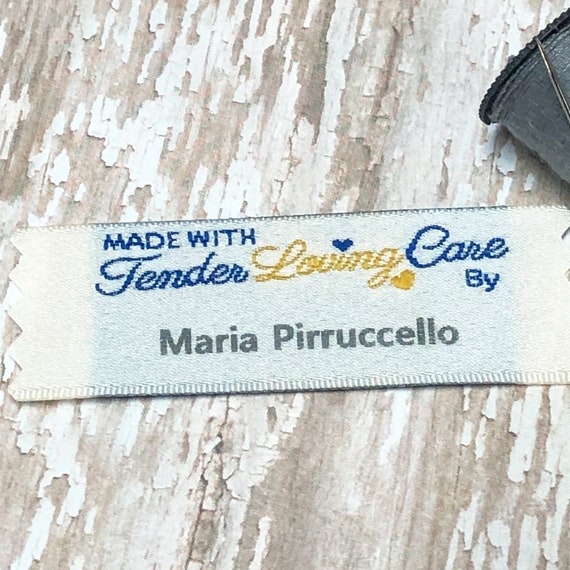 MADE WITH
Tender Loving Care
By
Maria Pirruccello